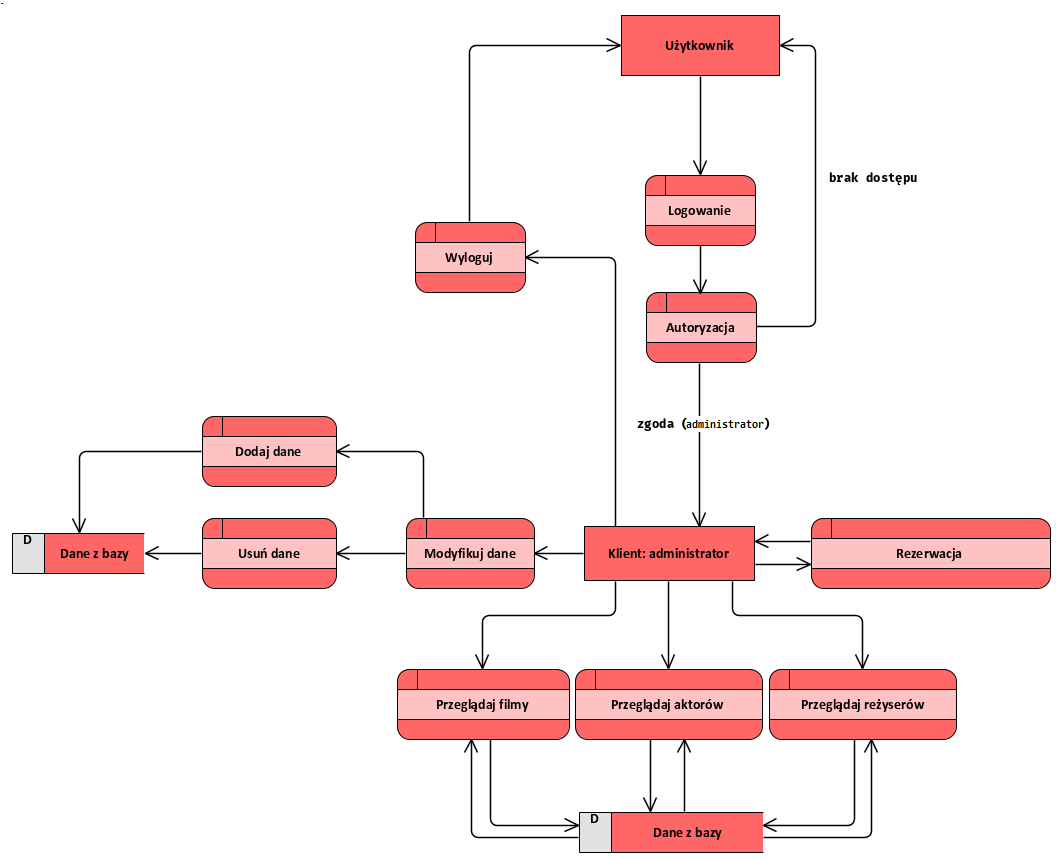 Użytkownik
brak dostępu
Logowanie
Wyloguj
Autoryzacja
zgoda (administrator)
Dodaj dane
D
Dane z bazy
Usuń dane
Modyfikuj dane
Klient: administrator
Rezerwacja
Przeglądaj filmy
Przeglądaj aktorów
Przeglądaj reżyserów
D
Dane z bazy